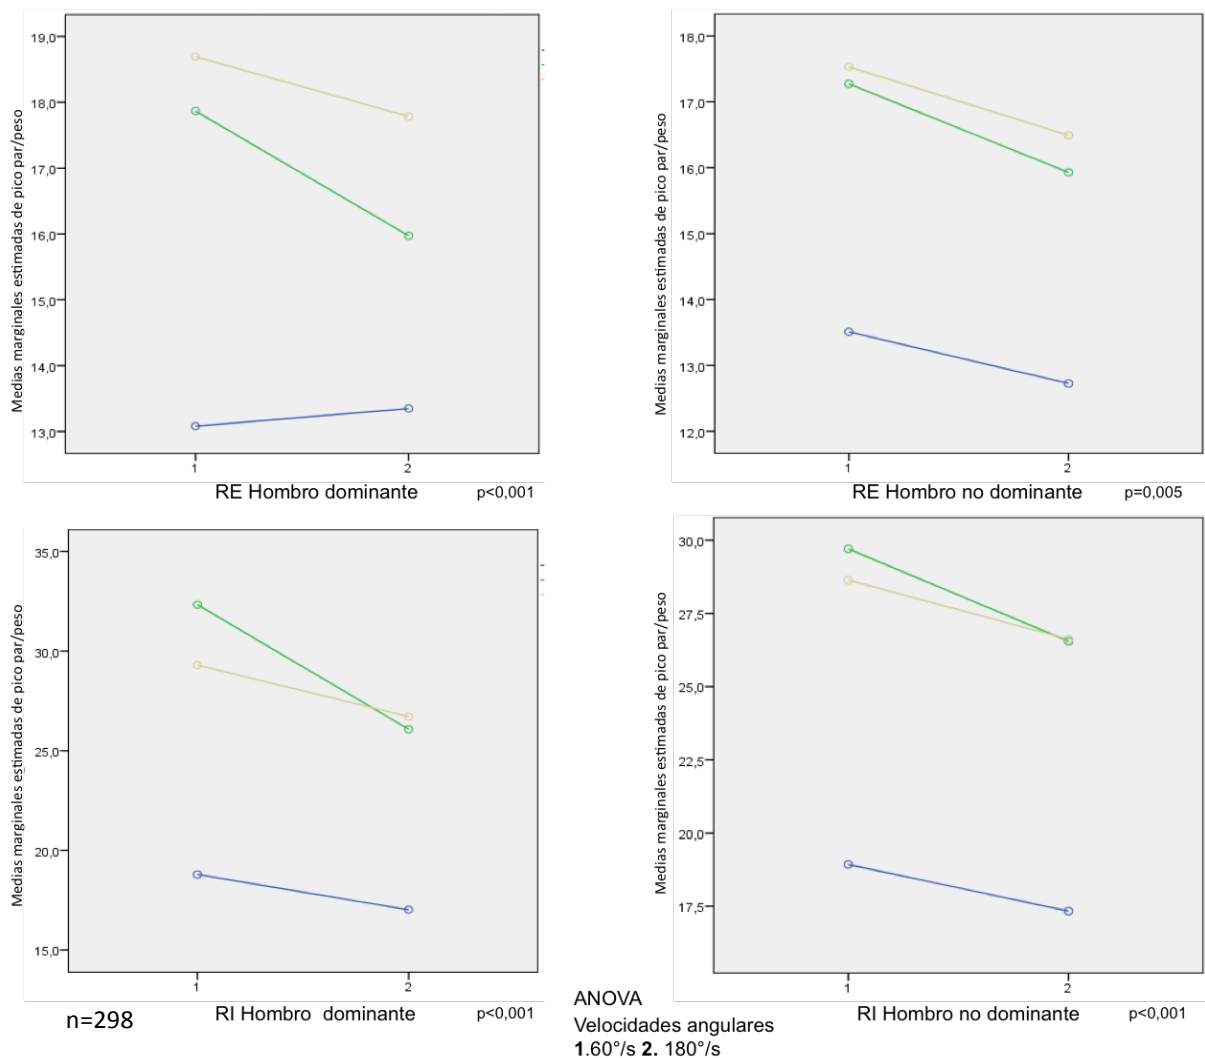 Medias marginales estimadas de pico par/peso
19,0
18,0
17,0
16,0
15,0
14,0
13,0
1
2
RE Hombro dominante
p<0,001
Medias marginales estimadas de pico par/peso
18,0
17,0
16,0
15,0
14,0
13,0
12,0
1
2
RE Hombro no dominante
p=0,005
Medias marginales estimadas de pico par/peso
35,0
30,0
25,0
20,0
15,0
1
2
RI Hombro dominante
p<0,001
Medias marginales estimadas de pico par/peso
30,0
27,5
25,0
22,5
20,0
17,5
1
2
RI Hombro no dominante
p<0,001
n=298
ANOVA
Velocidades angulares
1.60°/s 2. 180°/s